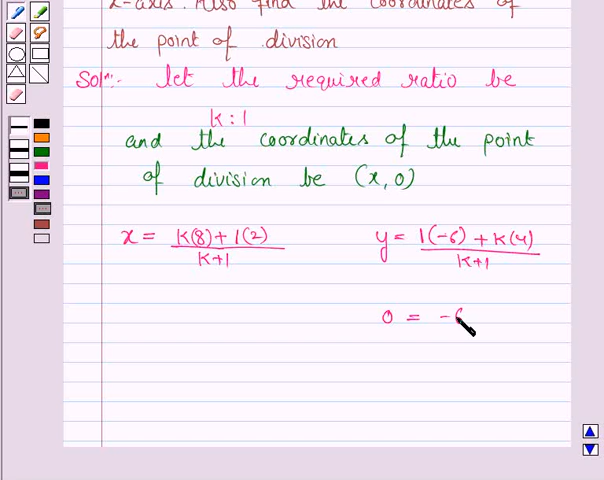 x-axis. Also find the coordinates of
the point of division
Solⁿ:- let the required ratio be
k : 1
and the coordinates of the point
of division be (x, 0)
x = K(8) + 1(2) / K+1 y = 1(-6) + K(4) / K+1
0 = -6